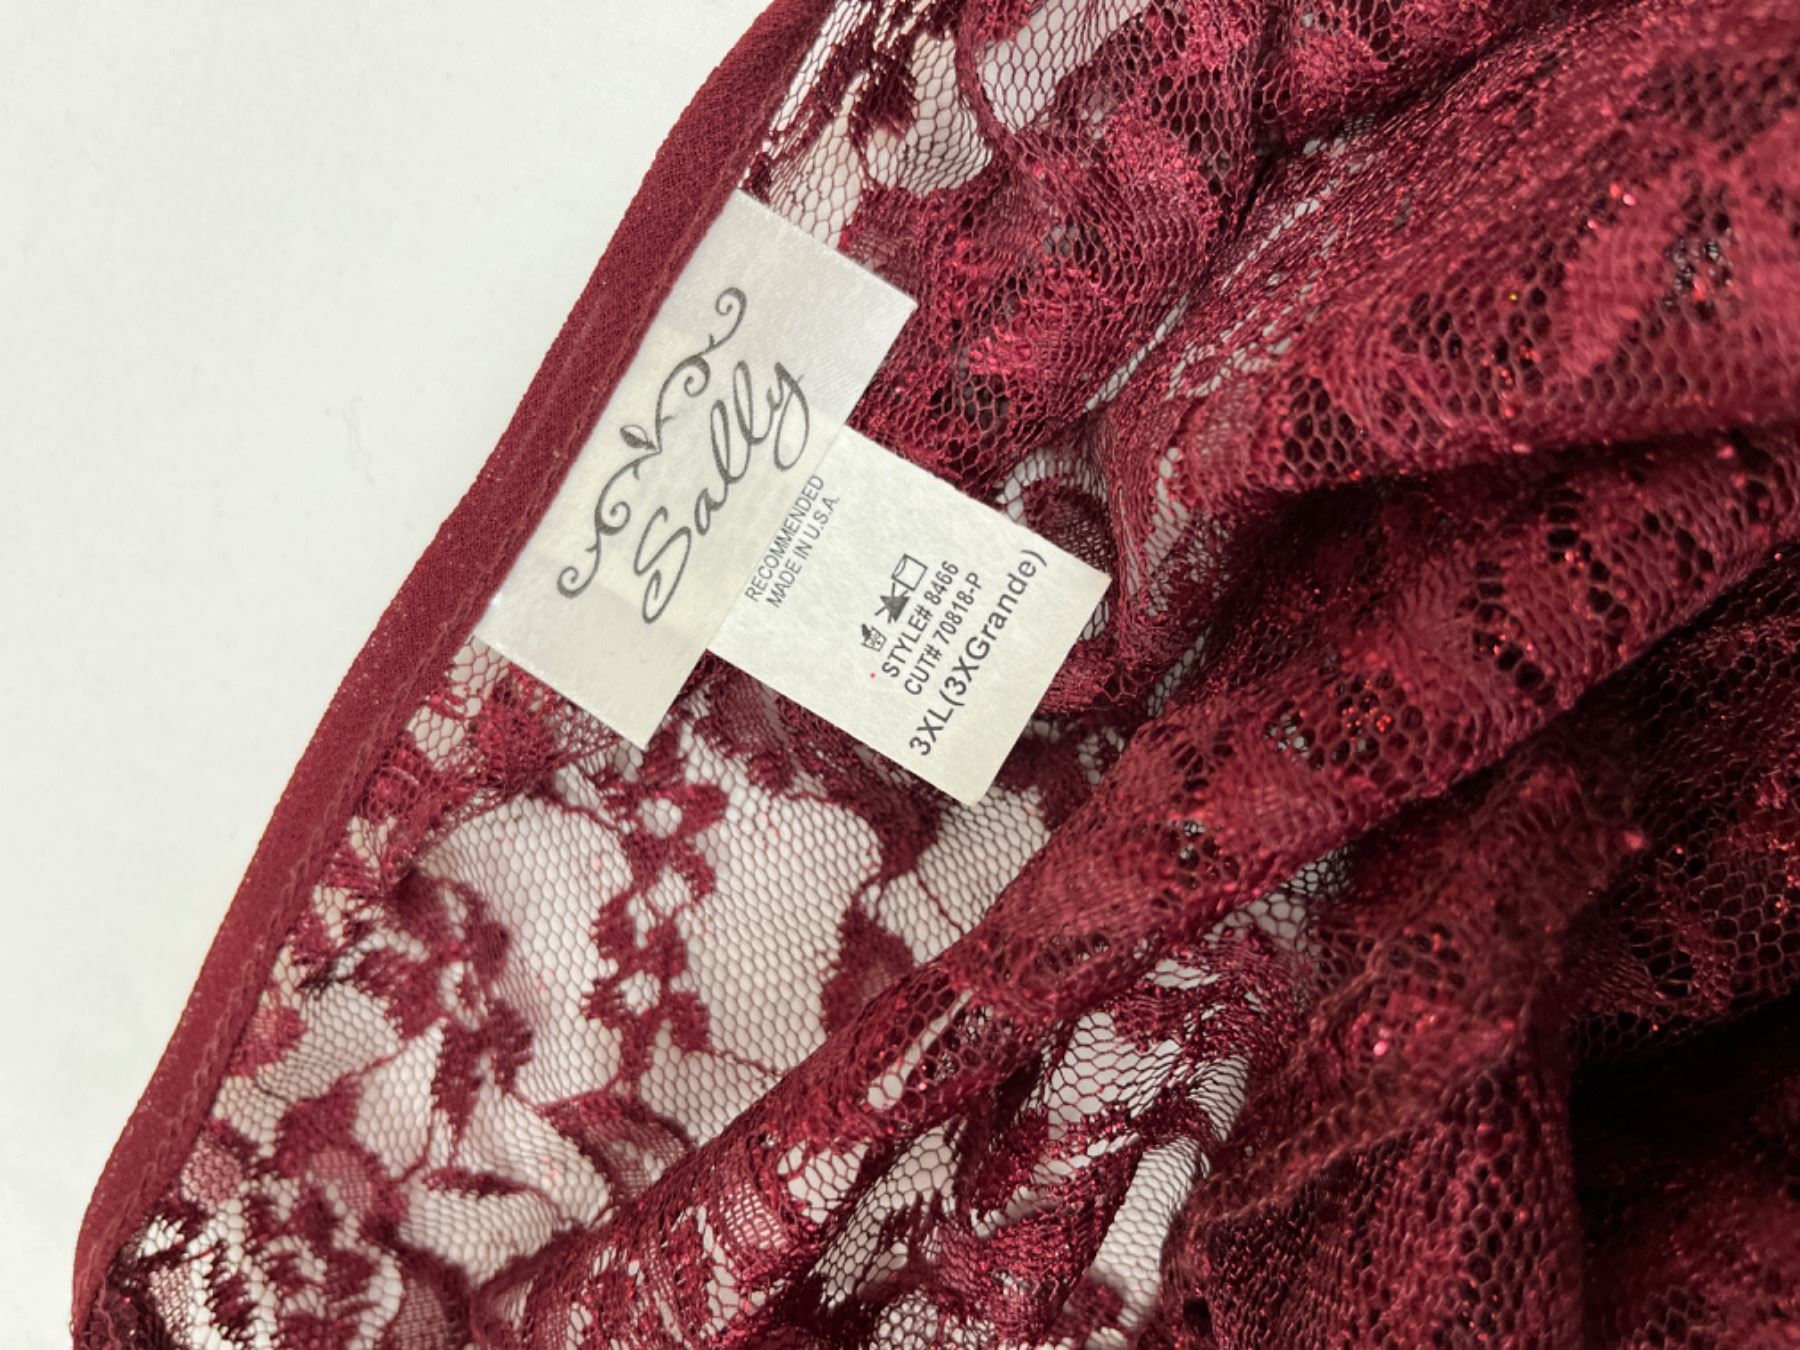 Sally
RECOMMENDED
MADE IN U.S.A.
STYLE# 8466
CUT# 70818-P
3XL(3XGrande)